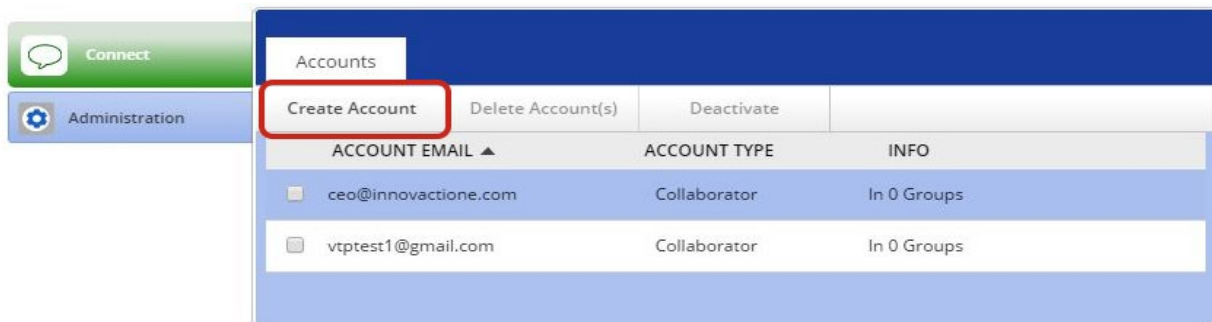 Connect
Administration
Accounts
Create Account Delete Account(s) Deactivate
ACCOUNT EMAIL ▲ ACCOUNT TYPE INFO
ceo@innovactione.com Collaborator In 0 Groups
vtptest1@gmail.com Collaborator In 0 Groups